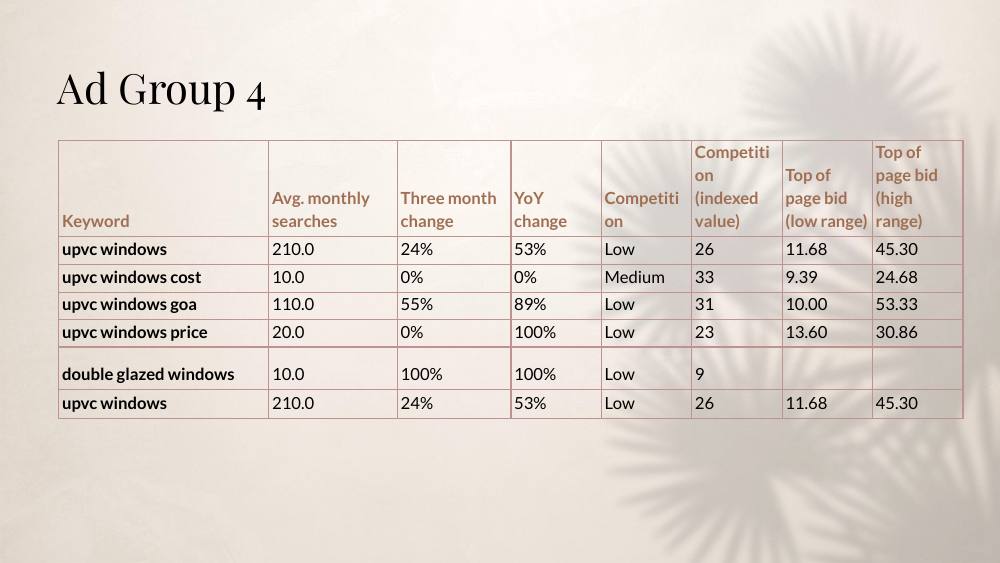 Ad Group 4
Keyword Avg. monthly searches Three month change YoY change Competiti on Competiti on (indexed value) Top of page bid (low range) Top of page bid (high range)
upvc windows 210.0 24% 53% Low 26 11.68 45.30
upvc windows cost 10.0 0% 0% Medium 33 9.39 24.68
upvc windows goa 110.0 55% 89% Low 31 10.00 53.33
upvc windows price 20.0 0% 100% Low 23 13.60 30.86
double glazed windows 10.0 100% 100% Low 9
upvc windows 210.0 24% 53% Low 26 11.68 45.30